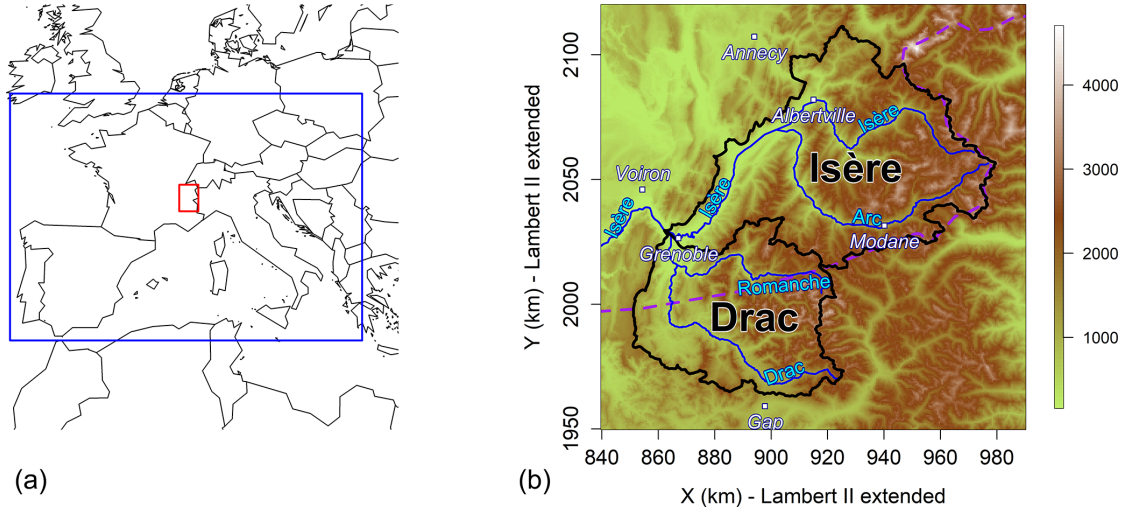 (a)
Y (km) - Lambert II extended
2100
2050
2000
1950
Annecy
Albertville
Isère
Voiron
Isère
Isère
Isère
Arc
Modane
Grenoble
Romanche
Drac
Drac
Gap
840 860 880 900 920 940 960 980
4000
3000
2000
1000
(b)
X (km) - Lambert II extended